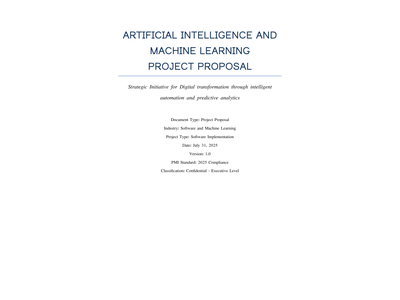 ARTIFICIAL INTELLIGENCE AND
MACHINE LEARNING
PROJECT PROPOSAL
Strategic Initiative for Digital transformation through intelligent
automation and predictive analytics
Document Type: Project Proposal
Industry: Software and Machine Learning
Project Type: Software Implementation
Date: July 31, 2025
Version: 1.0
PMI Standard: 2025 Compliance
Classification: Confidential - Executive Level